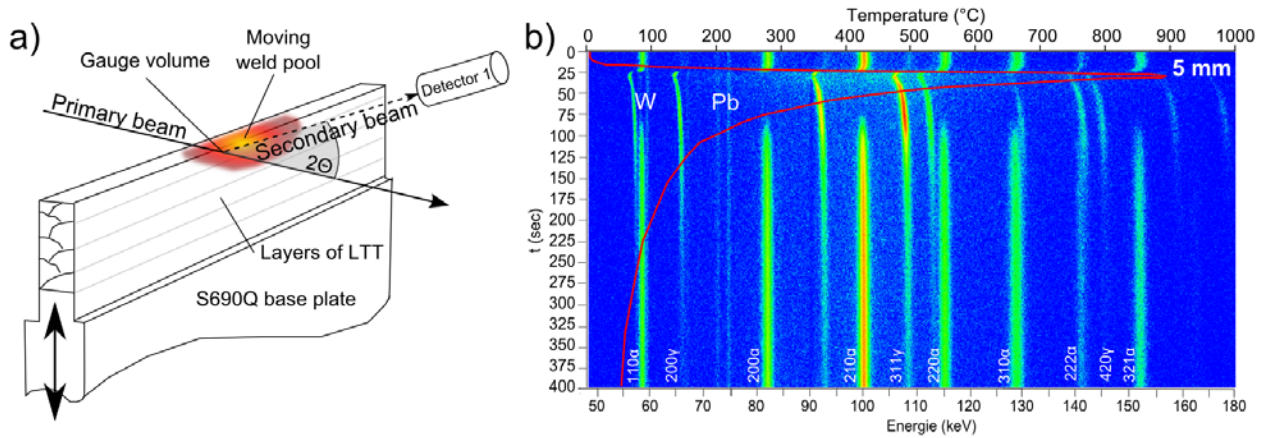 a)
Gauge volume
Moving
weld pool
Detector 1
Primary beam
Secondary beam
2Θ
Layers of LTT
S690Q base plate
b)
Temperature (°C)
0 100 200 300 400 500 600 700 800 900 1000
5 mm
W
Pb
t (sec)
0
25
50
75
100
125
150
175
200
225
250
275
300
325
350
375
400
110α
200γ
200α
210α
311γ
220α
310α
222α
420γ
321α
50 60 70 80 90 100 110 120 130 140 150 160 170 180
Energie (keV)